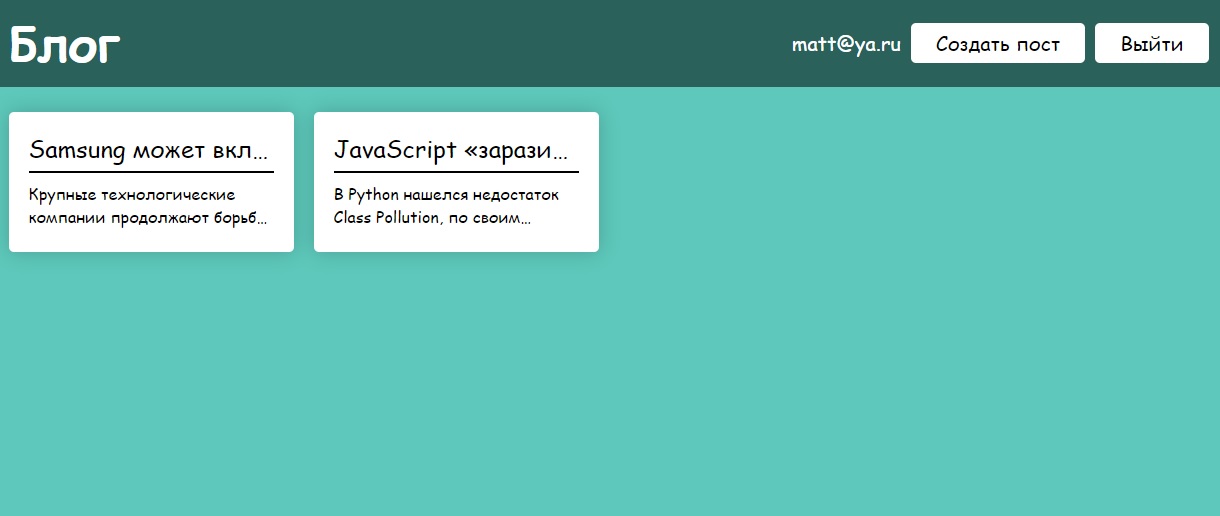 Блог
matt@ya.ru
Создать пост
Выйти
Samsung может вкл...
Крупные технологические
компании продолжают борьб...
JavaScript «зарази...
В Python нашелся недостаток
Class Pollution, по своим...